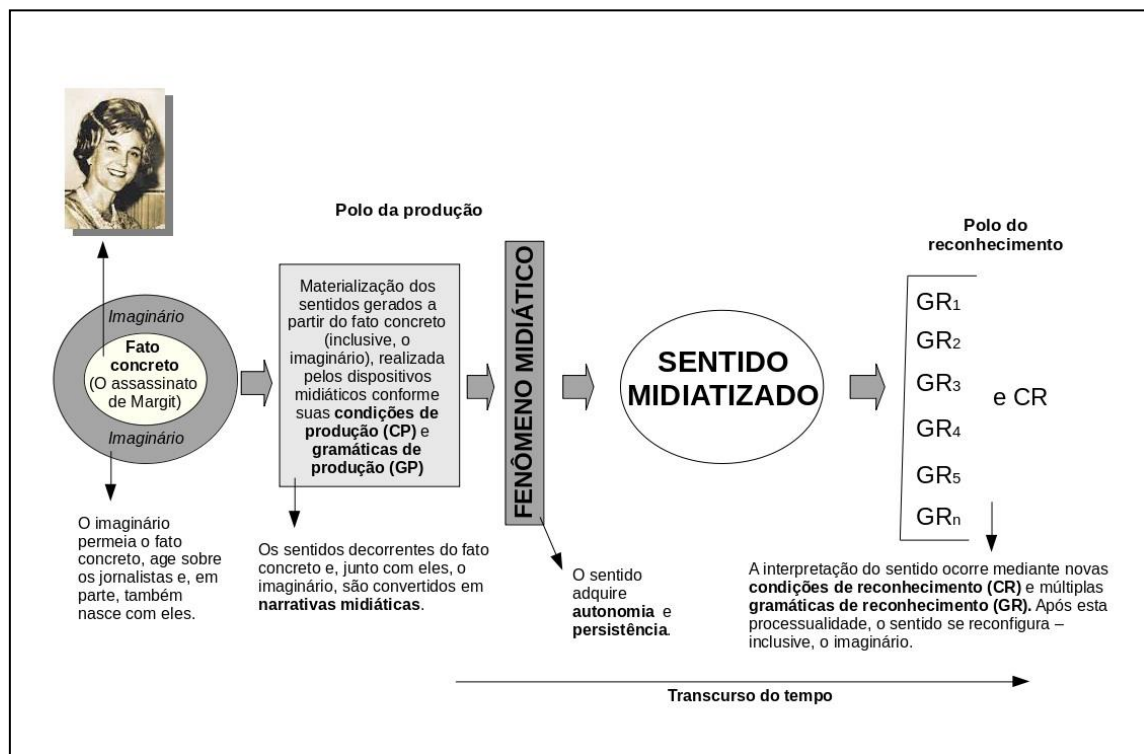 Polo da produção
Polo do
reconhecimento
Imaginário
Fato
concreto
(O assassinato
de Margit)
Imaginário
Materialização dos
sentidos gerados a
partir do fato concreto
(inclusive, o
imaginário), realizada
pelos dispositivos
midiáticos conforme
suas condições de
produção (CP) e
gramáticas de
produção (GP)
FENÔMENO MIDIÁTICO
SENTIDO
MIDIATIZADO
GR1
GR2
GR3
GR4
GR5
GRn
e CR
O imaginário
permeia o fato
concreto, age sobre
os jornalistas e, em
parte, também
nasce com eles.
Os sentidos decorrentes do fato
concreto e, junto com eles, o
imaginário, são convertidos em
narrativas midiáticas.
O sentido
adquire
autonomia e
persistência.
A interpretação do sentido ocorre mediante novas
condições de reconhecimento (CR) e múltiplas
gramáticas de reconhecimento (GR). Após esta
processualidade, o sentido se reconfigura –
inclusive, o imaginário.
Transcurso do tempo